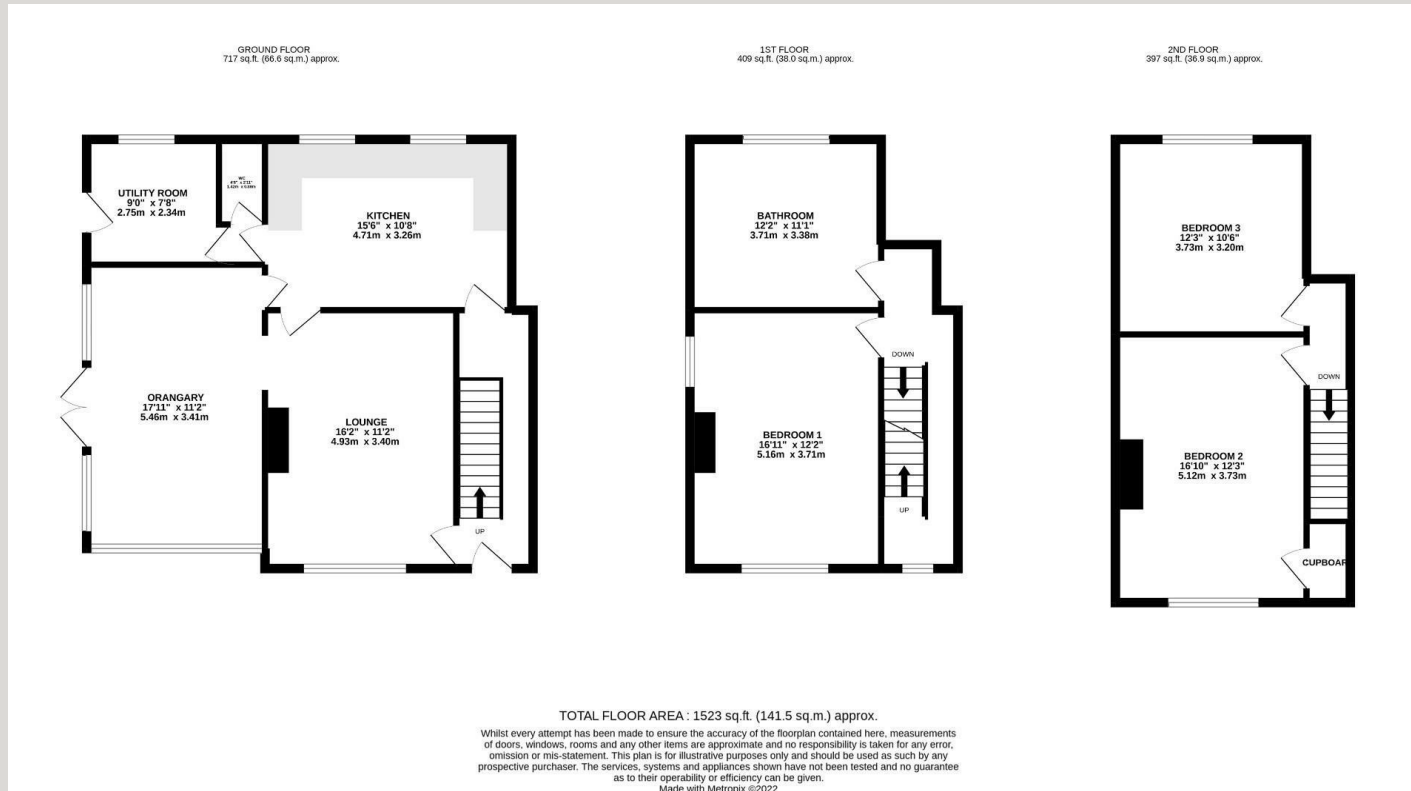 GROUND FLOOR
717 sq.ft. (66.6 sq.m.) approx.
1ST FLOOR
409 sq.ft. (38.0 sq.m.) approx.
2ND FLOOR
397 sq.ft. (36.9 sq.m.) approx.
WC
UTILITY ROOM
9'0" x 7'8"
2.75m x 2.34m
KITCHEN
15'6" x 10'8"
4.71m x 3.26m
ORANGARY
17'11" x 11'2"
5.46m x 3.41m
LOUNGE
16'2" x 11'2"
4.93m x 3.40m
UP
BATHROOM
12'2" x 11'1"
3.71m x 3.38m
DOWN
BEDROOM 1
16'11" x 12'2"
5.16m x 3.71m
UP
BEDROOM 3
12'3" x 10'6"
3.73m x 3.20m
DOWN
BEDROOM 2
16'10" x 12'3"
5.12m x 3.73m
CUPBOAR
TOTAL FLOOR AREA : 1523 sq.ft. (141.5 sq.m.) approx.
Whilst every attempt has been made to ensure the accuracy of the floorplan contained here, measurements
of doors, windows, rooms and any other items are approximate and no responsibility is taken for any error,
omission or mis-statement. This plan is for illustrative purposes only and should be used as such by any
prospective purchaser. The services, systems and appliances shown have not been tested and no guarantee
as to their operability or efficiency can be given.
Made with Metropix ©2022